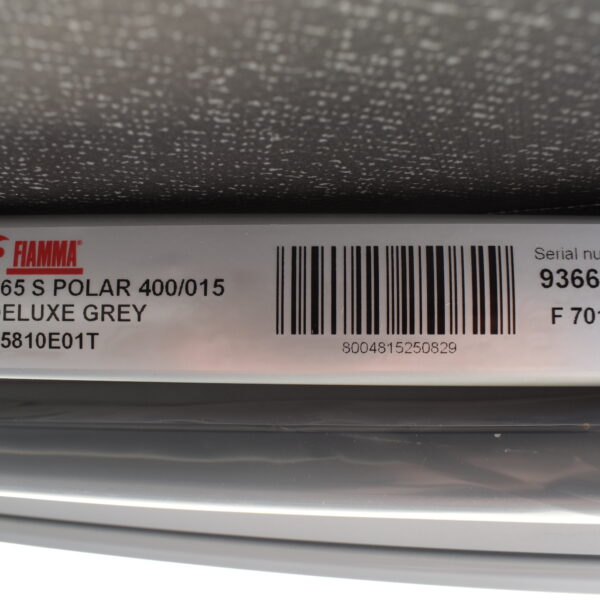 FIAMMA®
65 S POLAR 400/015
DELUXE GREY
5810E01T
8004815250829
Serial nu
9366
F 701